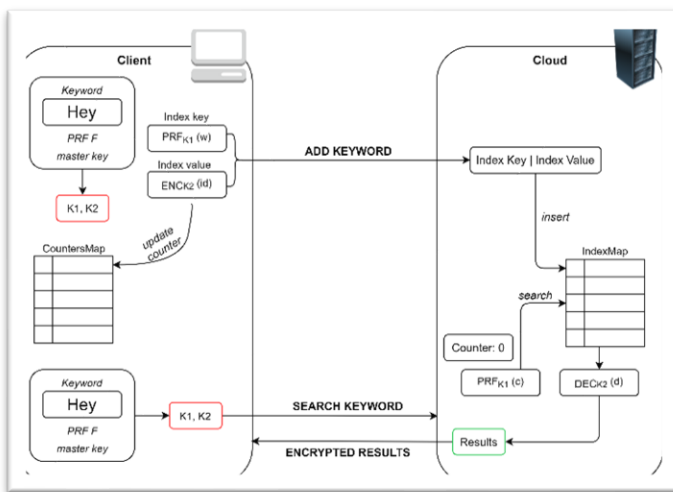 Client
Keyword
Hey
PRF F
master key
K1, K2
Index key
PRFK1 (w)
Index value
ENCK2 (id)
update
counter
CountersMap
ADD KEYWORD
Cloud
Index Key | Index Value
insert
IndexMap
search
Counter: 0
PRFK1 (c)
DECK2 (d)
Keyword
Hey
PRF F
master key
K1, K2
SEARCH KEYWORD
Results
ENCRYPTED RESULTS